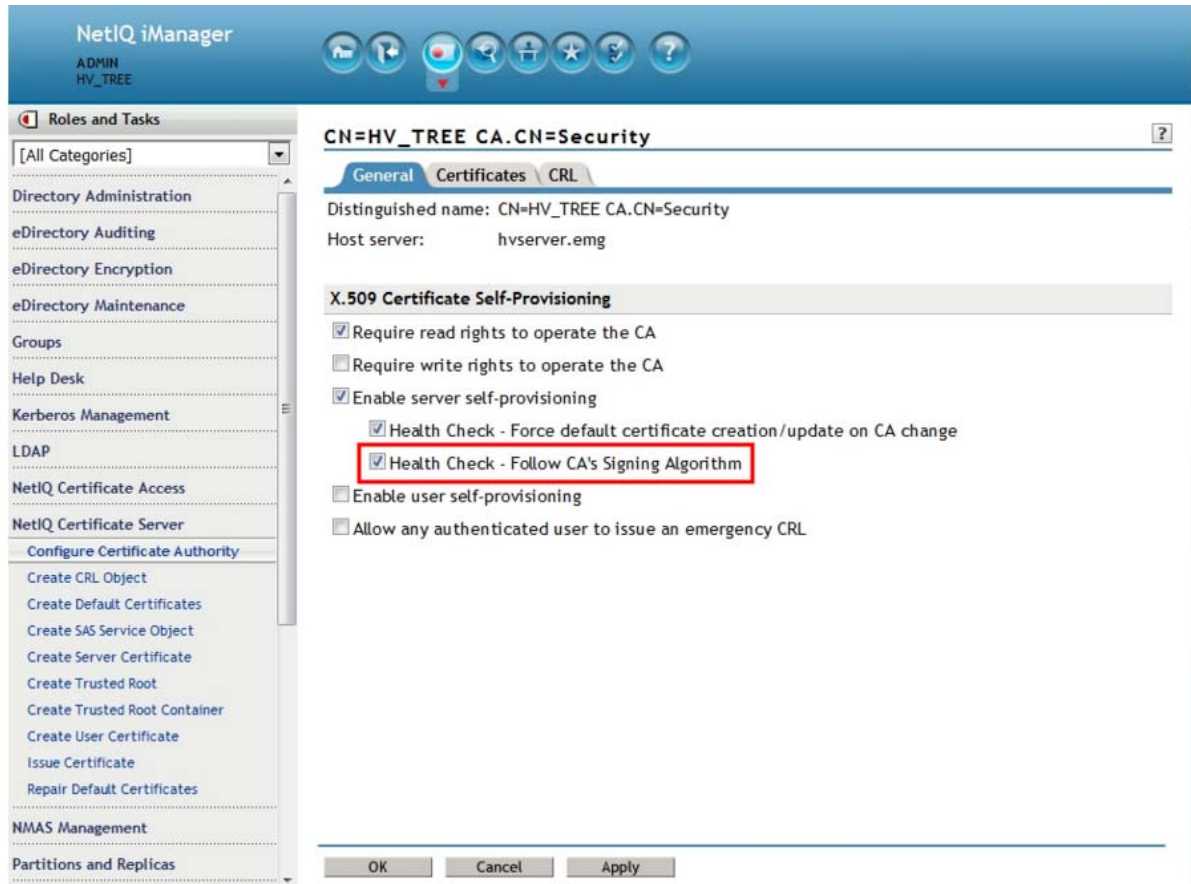 NetIQ iManager
ADMIN
HV_TREE
?
Roles and Tasks
[All Categories]
Directory Administration
eDirectory Auditing
eDirectory Encryption
eDirectory Maintenance
Groups
Help Desk
Kerberos Management
LDAP
NetIQ Certificate Access
NetIQ Certificate Server
Configure Certificate Authority
Create CRL Object
Create Default Certificates
Create SAS Service Object
Create Server Certificate
Create Trusted Root
Create Trusted Root Container
Create User Certificate
Issue Certificate
Repair Default Certificates
NMAS Management
Partitions and Replicas
CN=HV_TREE CA.CN=Security
?
General Certificates CRL
Distinguished name: CN=HV_TREE CA.CN=Security
Host server: hvserver.emg
X.509 Certificate Self-Provisioning
Require read rights to operate the CA
Require write rights to operate the CA
Enable server self-provisioning
Health Check - Force default certificate creation/update on CA change
Health Check - Follow CA's Signing Algorithm
Enable user self-provisioning
Allow any authenticated user to issue an emergency CRL
OK Cancel Apply